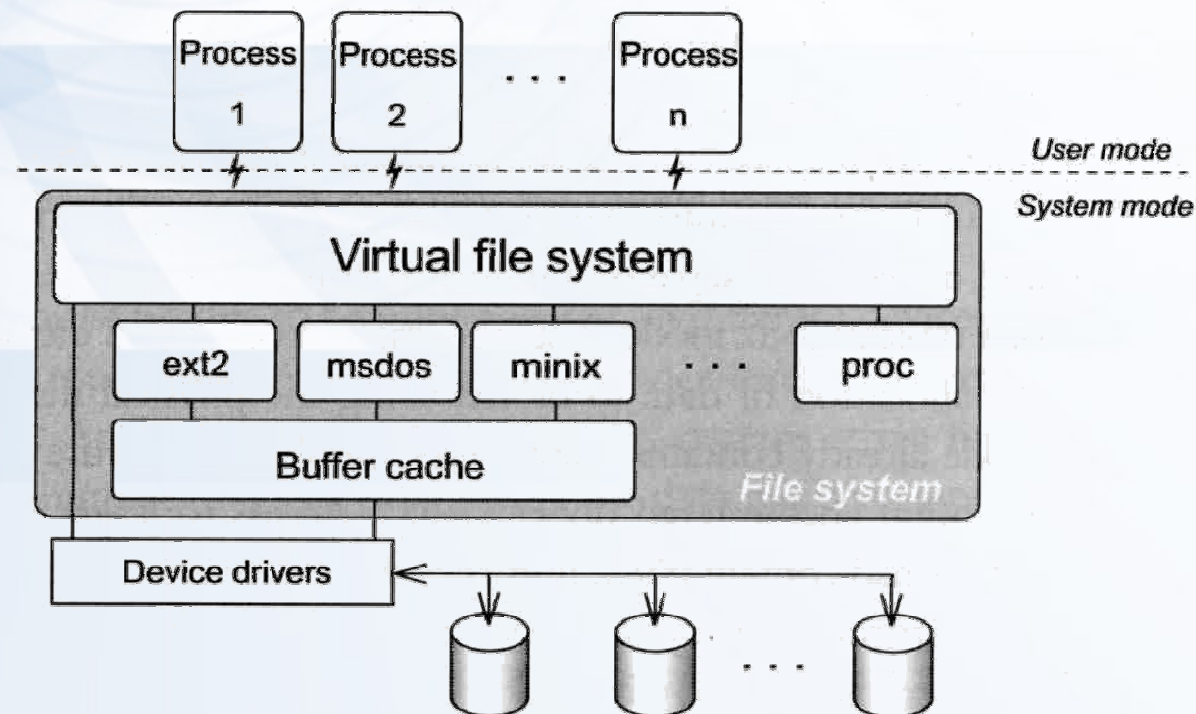 Process
1
Process
2
. . .
Process
n
User mode
System mode
Virtual file system
ext2
msdos
minix
. . .
proc
Buffer cache
File system
Device drivers
. . .